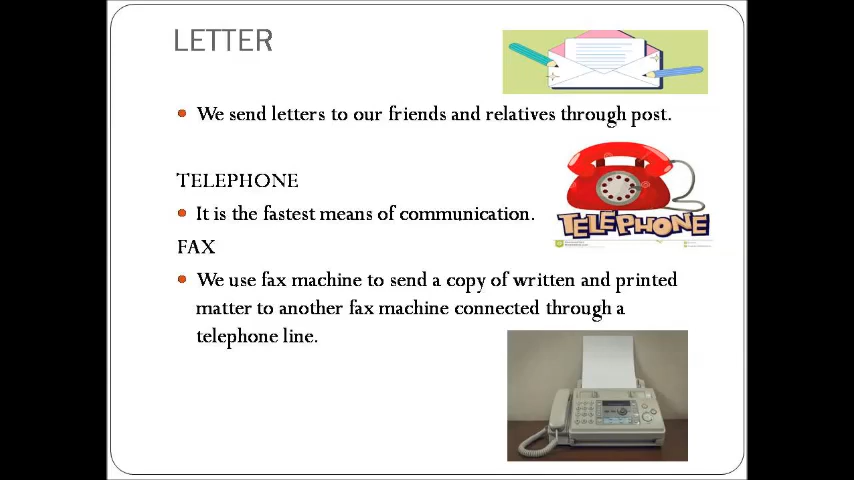 LETTER
We send letters to our friends and relatives through post.
TELEPHONE
It is the fastest means of communication.
TELEPHONE
FAX
We use fax machine to send a copy of written and printed
matter to another fax machine connected through a
telephone line.